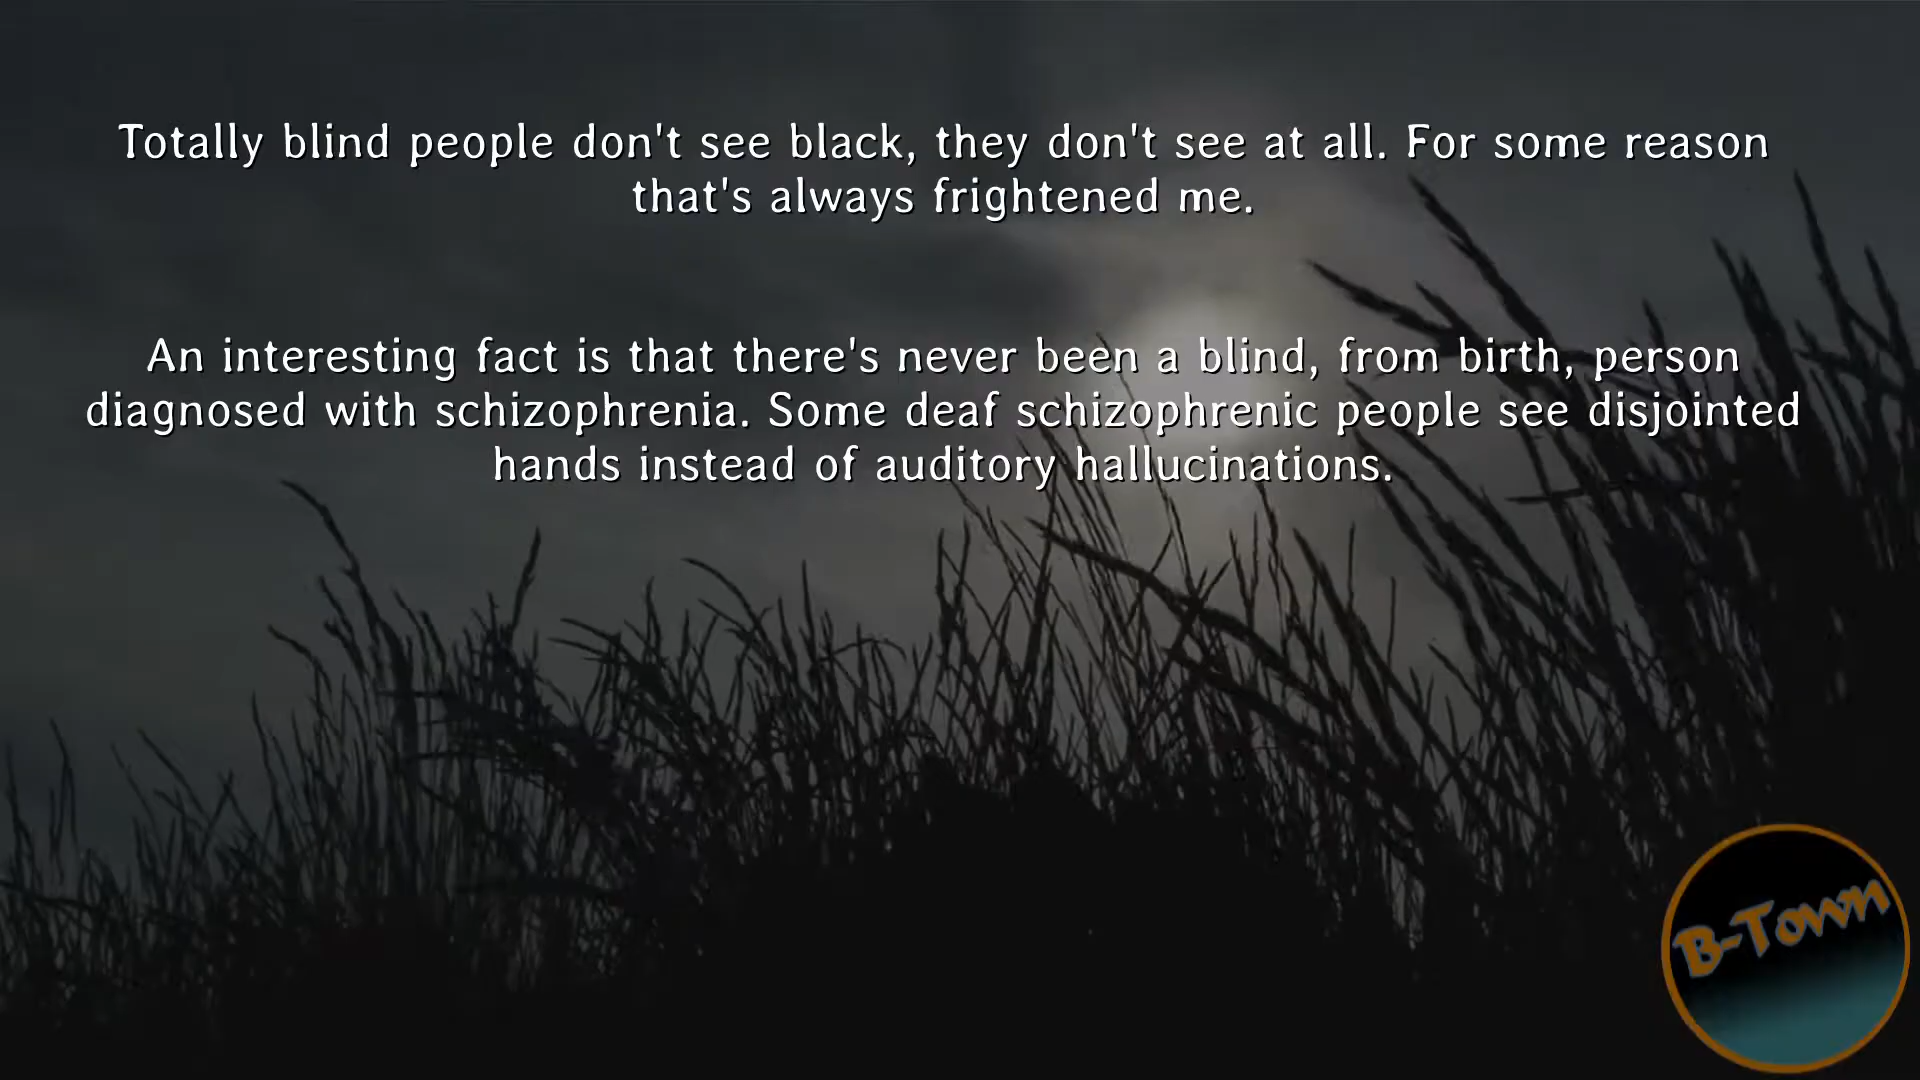 Totally blind people don't see black, they don't see at all. For some reason
that's always frightened me.
An interesting fact is that there's never been a blind, from birth, person
diagnosed with schizophrenia. Some deaf schizophrenic people see disjointed
hands instead of auditory hallucinations.
B-Town